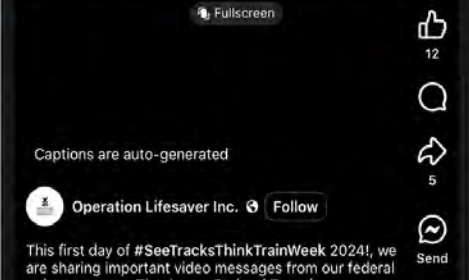 Fullscreen
12
Captions are auto-generated
5
Operation Lifesaver Inc. Follow
Send
This first day of #SeeTracksThinkTrainWeek 2024!, we
are sharing important video messages from our federal